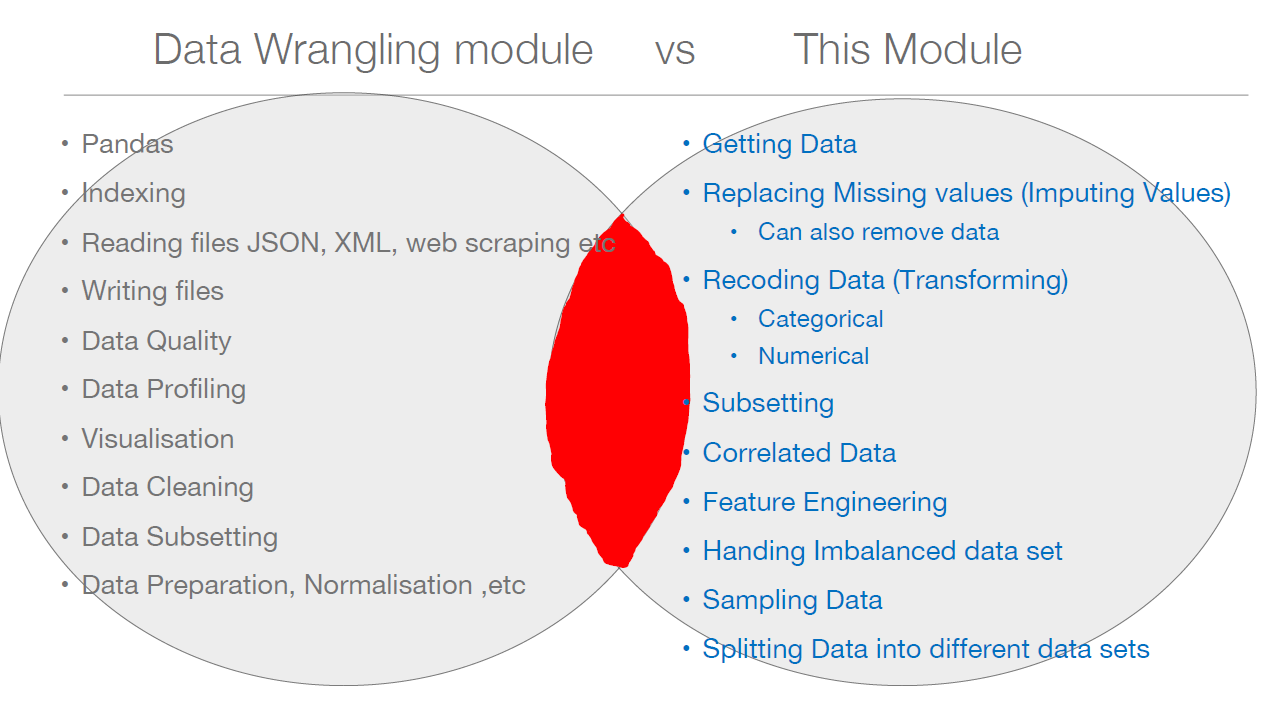 Data Wrangling module vs This Module
• Pandas
• Indexing
• Reading files JSON, XML, web scraping etc
• Writing files
• Data Quality
• Data Profiling
• Visualisation
• Data Cleaning
• Data Subsetting
• Data Preparation, Normalisation ,etc
• Getting Data
• Replacing Missing values (Imputing Values)
• Can also remove data
• Recoding Data (Transforming)
• Categorical
• Numerical
• Subsetting
• Correlated Data
• Feature Engineering
• Handing Imbalanced data set
• Sampling Data
• Splitting Data into different data sets